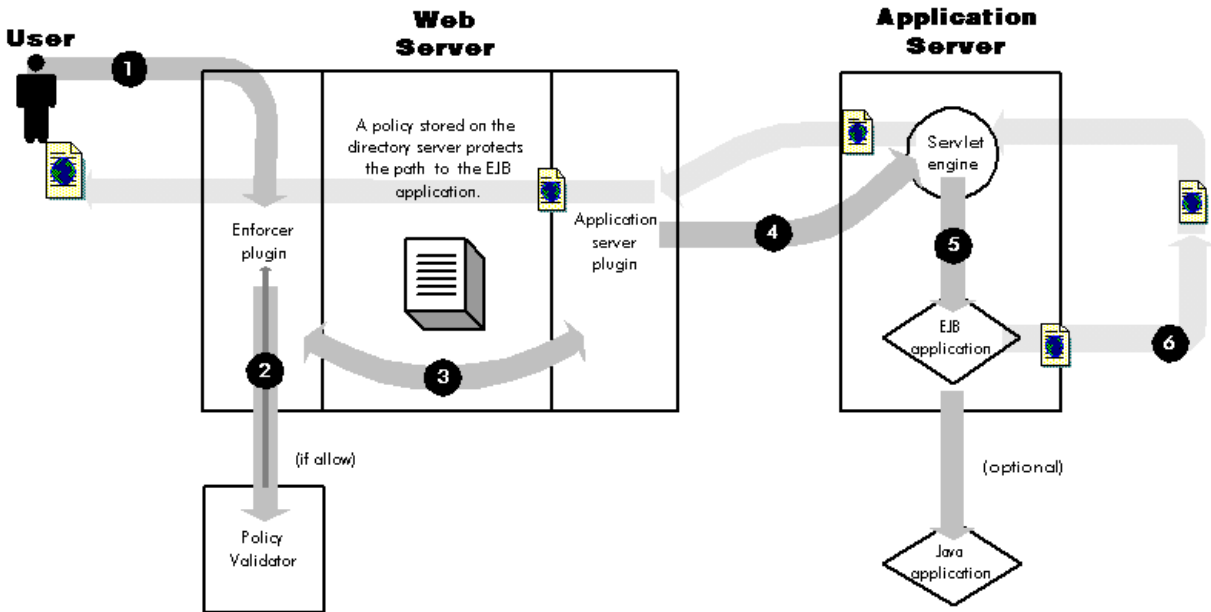 User
Web
Server
Application
Server
1
A policy stored on the
directory server protects
the path to the EJB
application.
Servlet
engine
Enforcer
plugin
Application
server
plugin
4
5
2
3
EJB
application
6
(if allow)
(optional)
Policy
Validator
Java
application